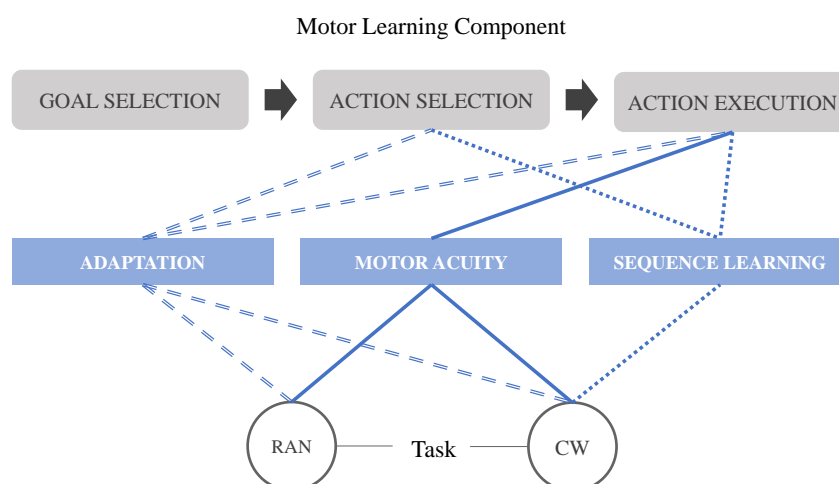 Motor Learning Component
GOAL SELECTION
ACTION SELECTION
ACTION EXECUTION
ADAPTATION
MOTOR ACUITY
SEQUENCE LEARNING
RAN
Task
CW